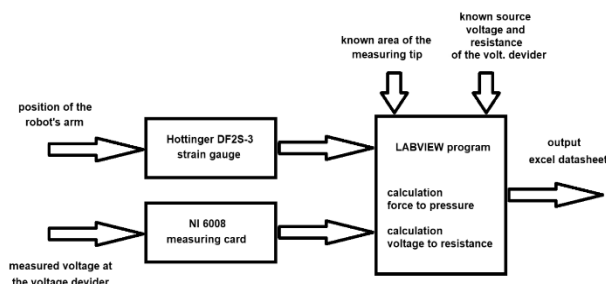 known area of the
measuring tip
known source
voltage and
resistance
of the volt. devider
position of the
robot's arm
Hottinger DF2S-3
strain gauge
LABVIEW program
output
excel datasheet
calculation
force to pressure
NI 6008
measuring card
calculation
voltage to resistance
measured voltage at
the voltage devider